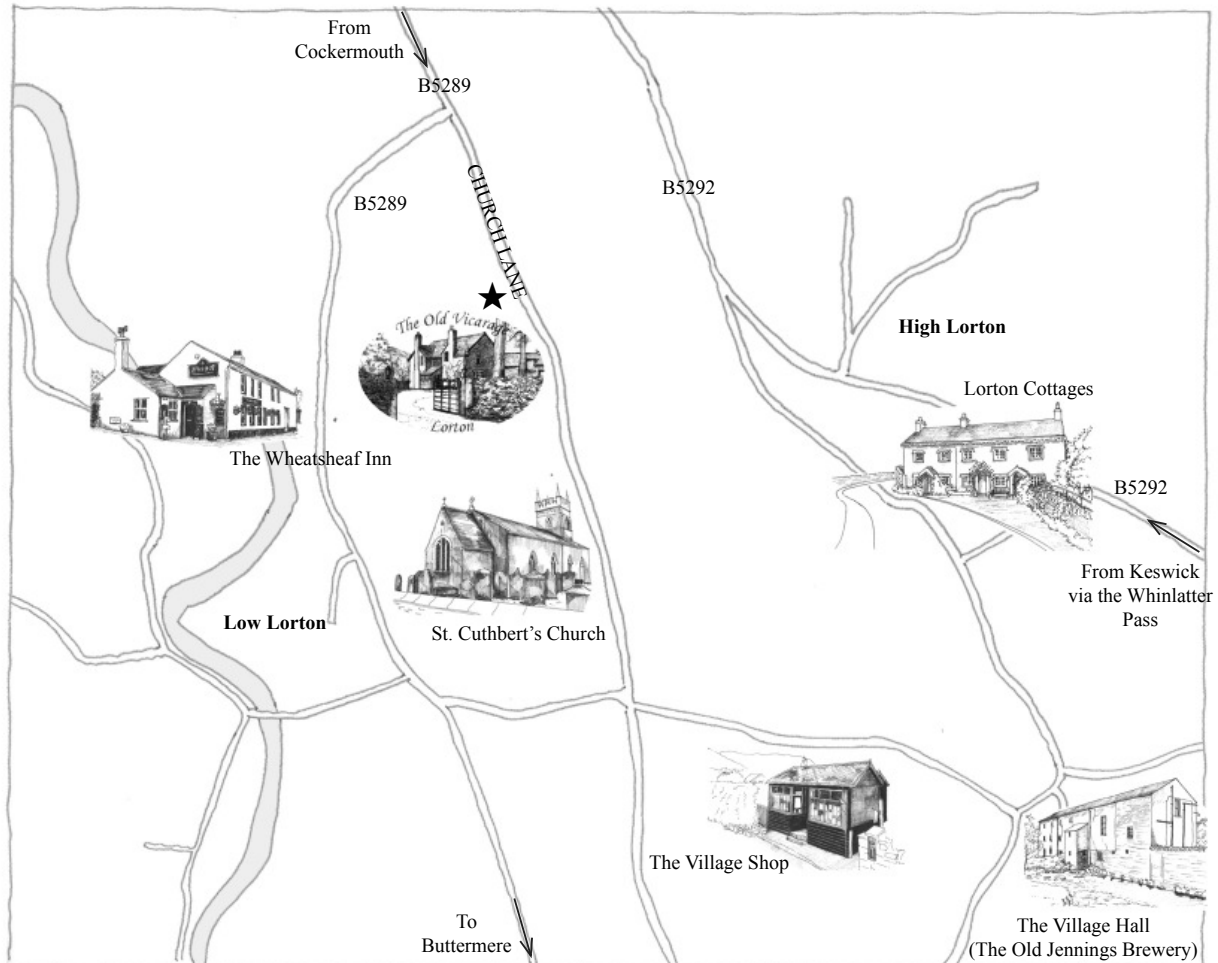 From
Cockermouth
B5289
B5289
CHURCH LANE
B5292
High Lorton
Lorton Cottages
The Old Vicarage
Lorton
The Wheatsheaf Inn
B5292
From Keswick
via the Whinlatter
Pass
Low Lorton
St. Cuthbert’s Church
The Village Shop
To
Buttermere
The Village Hall
(The Old Jennings Brewery)